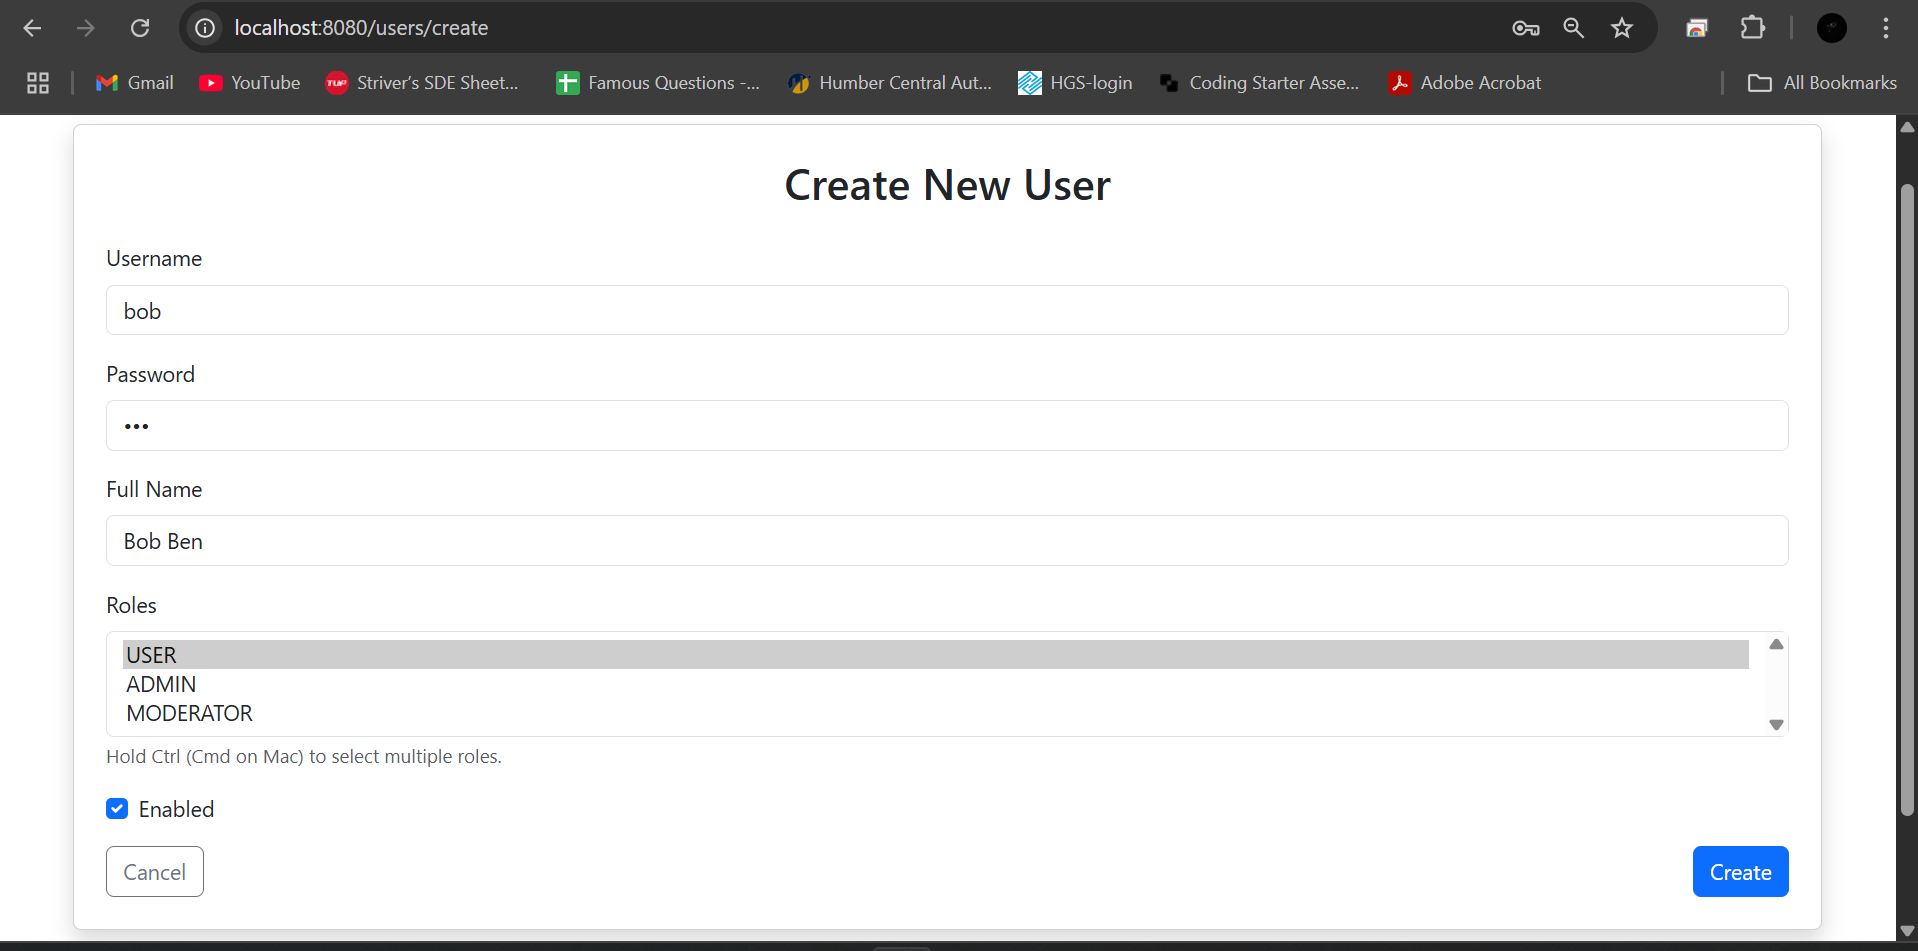 localhost:8080/users/create
Gmail YouTube Striver's SDE Sheet... Famous Questions -... Humber Central Aut... HGS-login Coding Starter Asse... Adobe Acrobat All Bookmarks
Create New User
Username
bob
Password
•••
Full Name
Bob Ben
Roles
USER
ADMIN
MODERATOR
Hold Ctrl (Cmd on Mac) to select multiple roles.
Enabled
Cancel Create